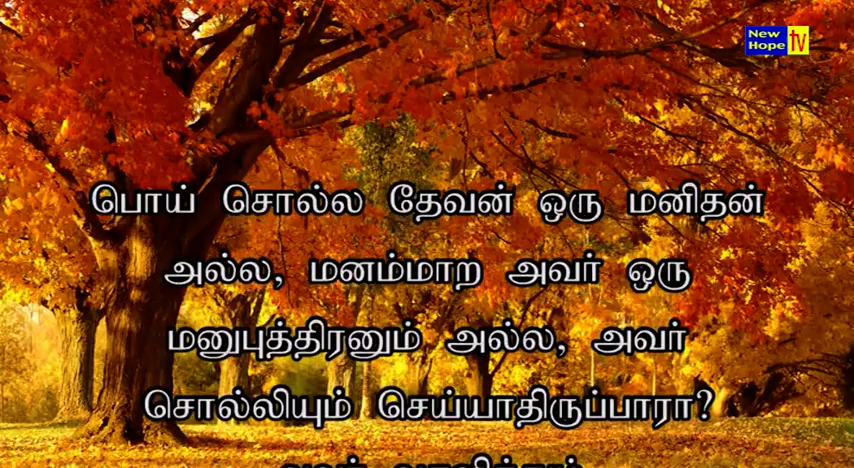 New
Hope tv
பொய் சொல்ல தேவன் ஒரு மனிதன்
அல்ல, மனம்மாற அவர் ஒரு
மனுபுத்திரனும் அல்ல, அவர்
சொல்லியும் செய்யாதிருப்பாரா?